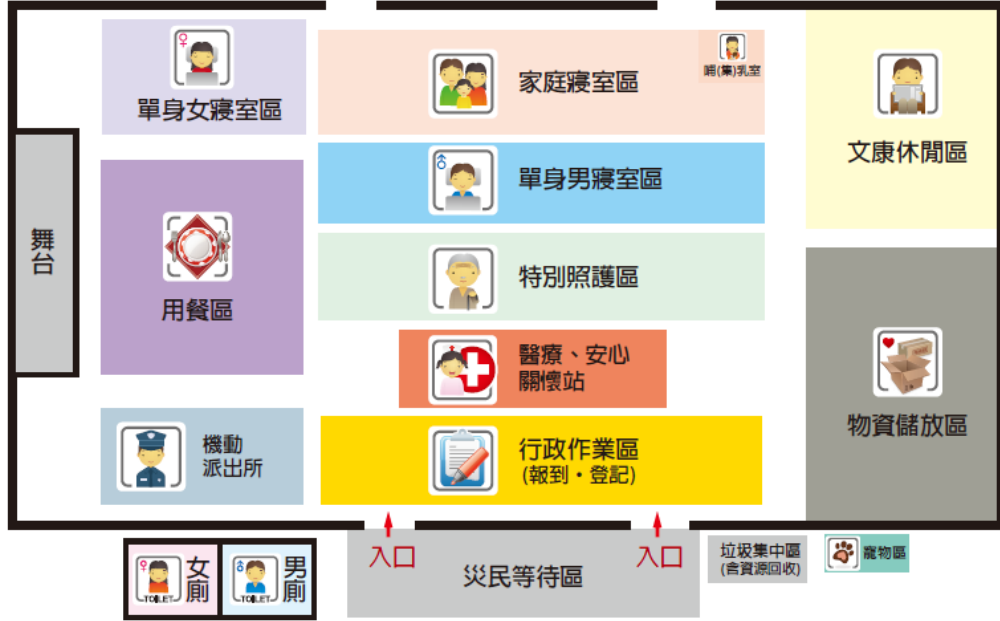 單身女寢室區
家庭寢室區
哺(集)乳室
文康休閒區
單身男寢室區
舞台
用餐區
特別照護區
醫療、安心
關懷站
物資儲放區
機動
派出所
行政作業區
(報到・登記)
入口
入口
災民等待區
女廁
TOILET
男廁
TOILET
垃圾集中區
(含資源回收)
寵物區